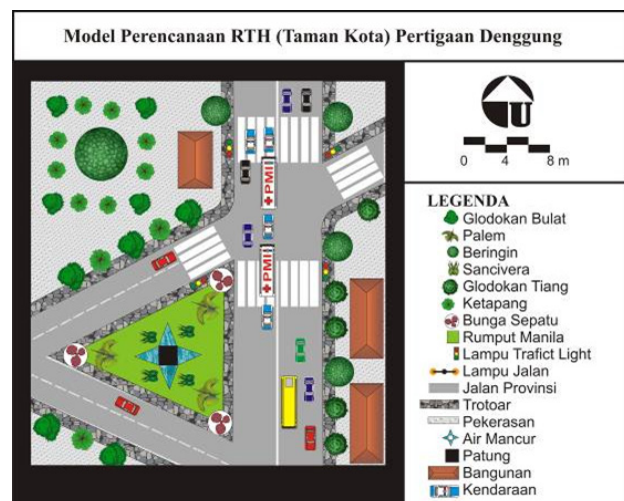 Model Perencanaan RTH (Taman Kota) Pertigaan Denggung
U
0 4 8 m
PMI
PMI
LEGENDA
Glodokan Bulat
Palem
Beringin
Sancivera
Glodokan Tiang
Ketapang
Bunga Sepatu
Rumput Manila
Lampu Trafict Light
Lampu Jalan
Jalan Provinsi
Trotoar
Pekerasan
Air Mancur
Patung
Bangunan
Kendaraan